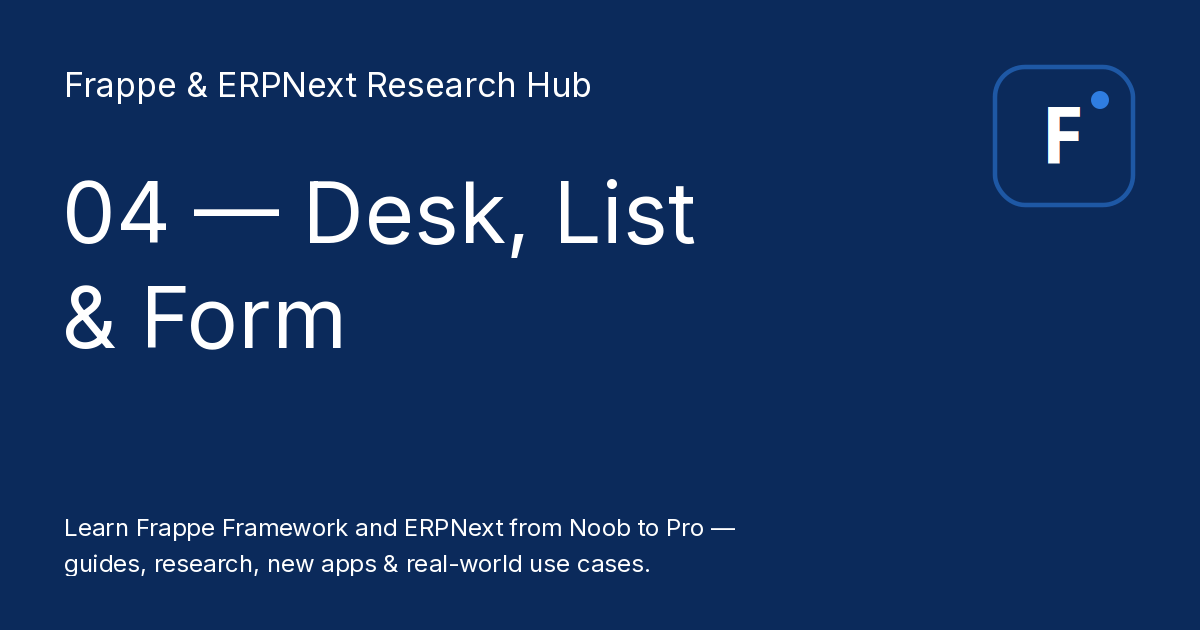 Frappe & ERPNext Research Hub
F
04 — Desk, List
& Form
Learn Frappe Framework and ERPNext from Noob to Pro —
guides, research, new apps & real-world use cases.